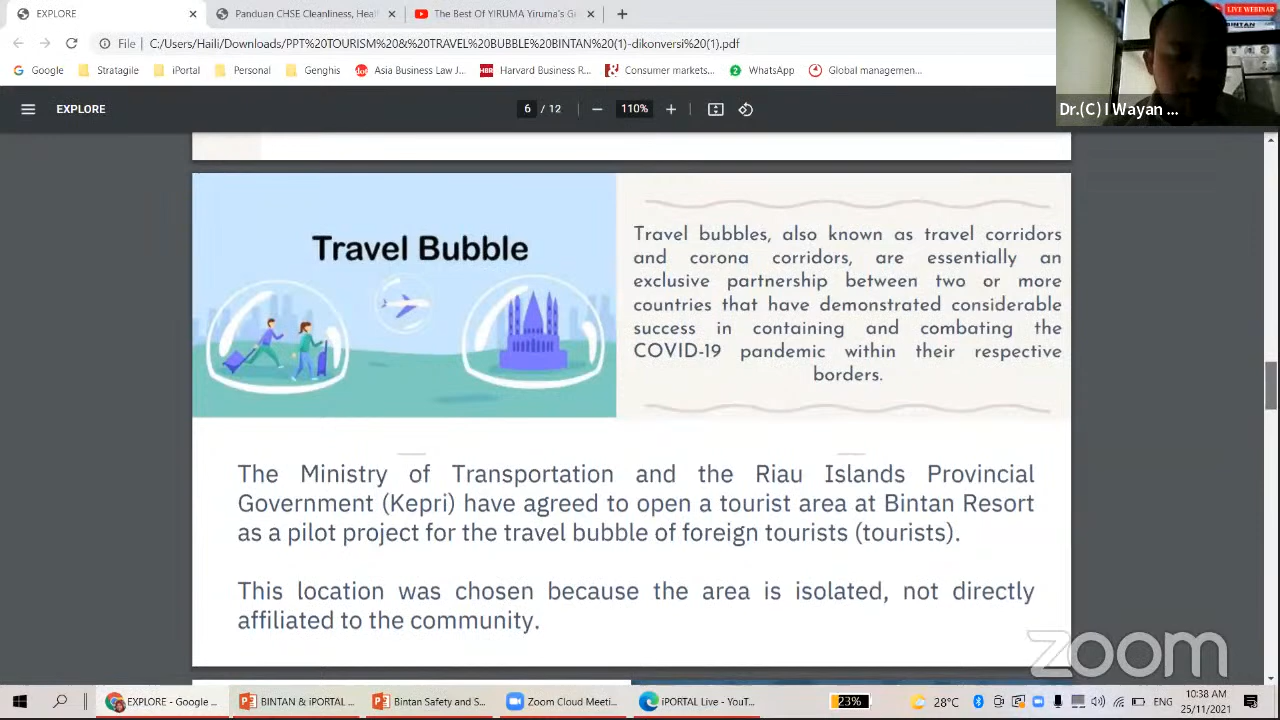 EXPLORE
Panduan CHSE Cleanliness, Heal
The Best Of YIRUMA Yiruma's G
File | C:/Users/Haili/Downloads/PPT%20TOURISM%20&t%20TRAVEL%20BUBBLE%20BINTAN%20(1)-dikonversi%20(1).pdf
Google
Stratagile
iPortal
Personal
Genghis
Asia Business Law J...
Harvard Business R...
Consumer markets...
WhatsApp
Global managemen...
EXPLORE
6 / 12
110%
LIVE WEBINAR
BINTAN
Dr.(C) I Wayan ...
Travel Bubble
Travel bubbles, also known as travel corridors
and corona corridors, are essentially an
exclusive partnership between two or more
countries that have demonstrated considerable
success in containing and combating the
COVID-19 pandemic within their respective
borders.
The Ministry of Transportation and the Riau Islands Provincial
Government (Kepri) have agreed to open a tourist area at Bintan Resort
as a pilot project for the travel bubble of foreign tourists (tourists).
This location was chosen because the area is isolated, not directly
affiliated to the community.
zoom
EXPLORE - Google ...
BINTAN & iPORTAL ...
Bintan Safety and S...
Zoom Cloud Meeti...
iPORTAL Live - YouT...
23%
28°C
ENG
10:38 AM
25/11/2021